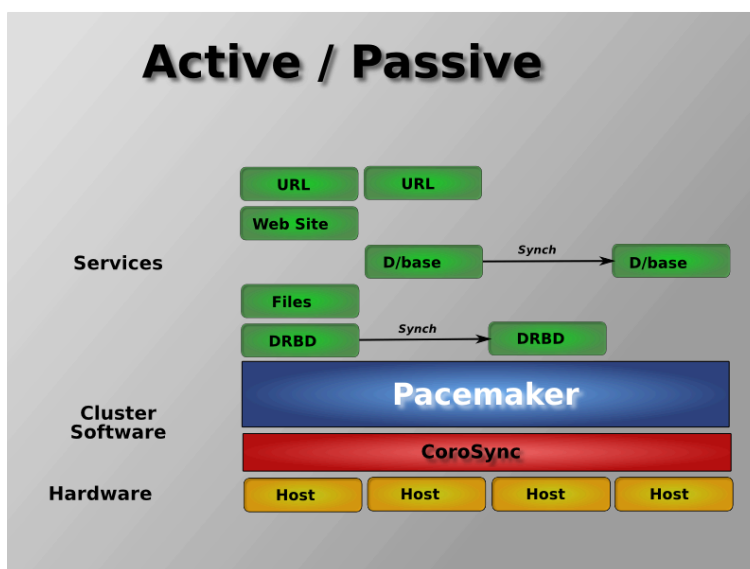 Active / Passive
URL
URL
Web Site
Services
D/base
Synch
D/base
Files
DRBD
Synch
DRBD
Pacemaker
Cluster
Software
CoroSync
Hardware
Host
Host
Host
Host